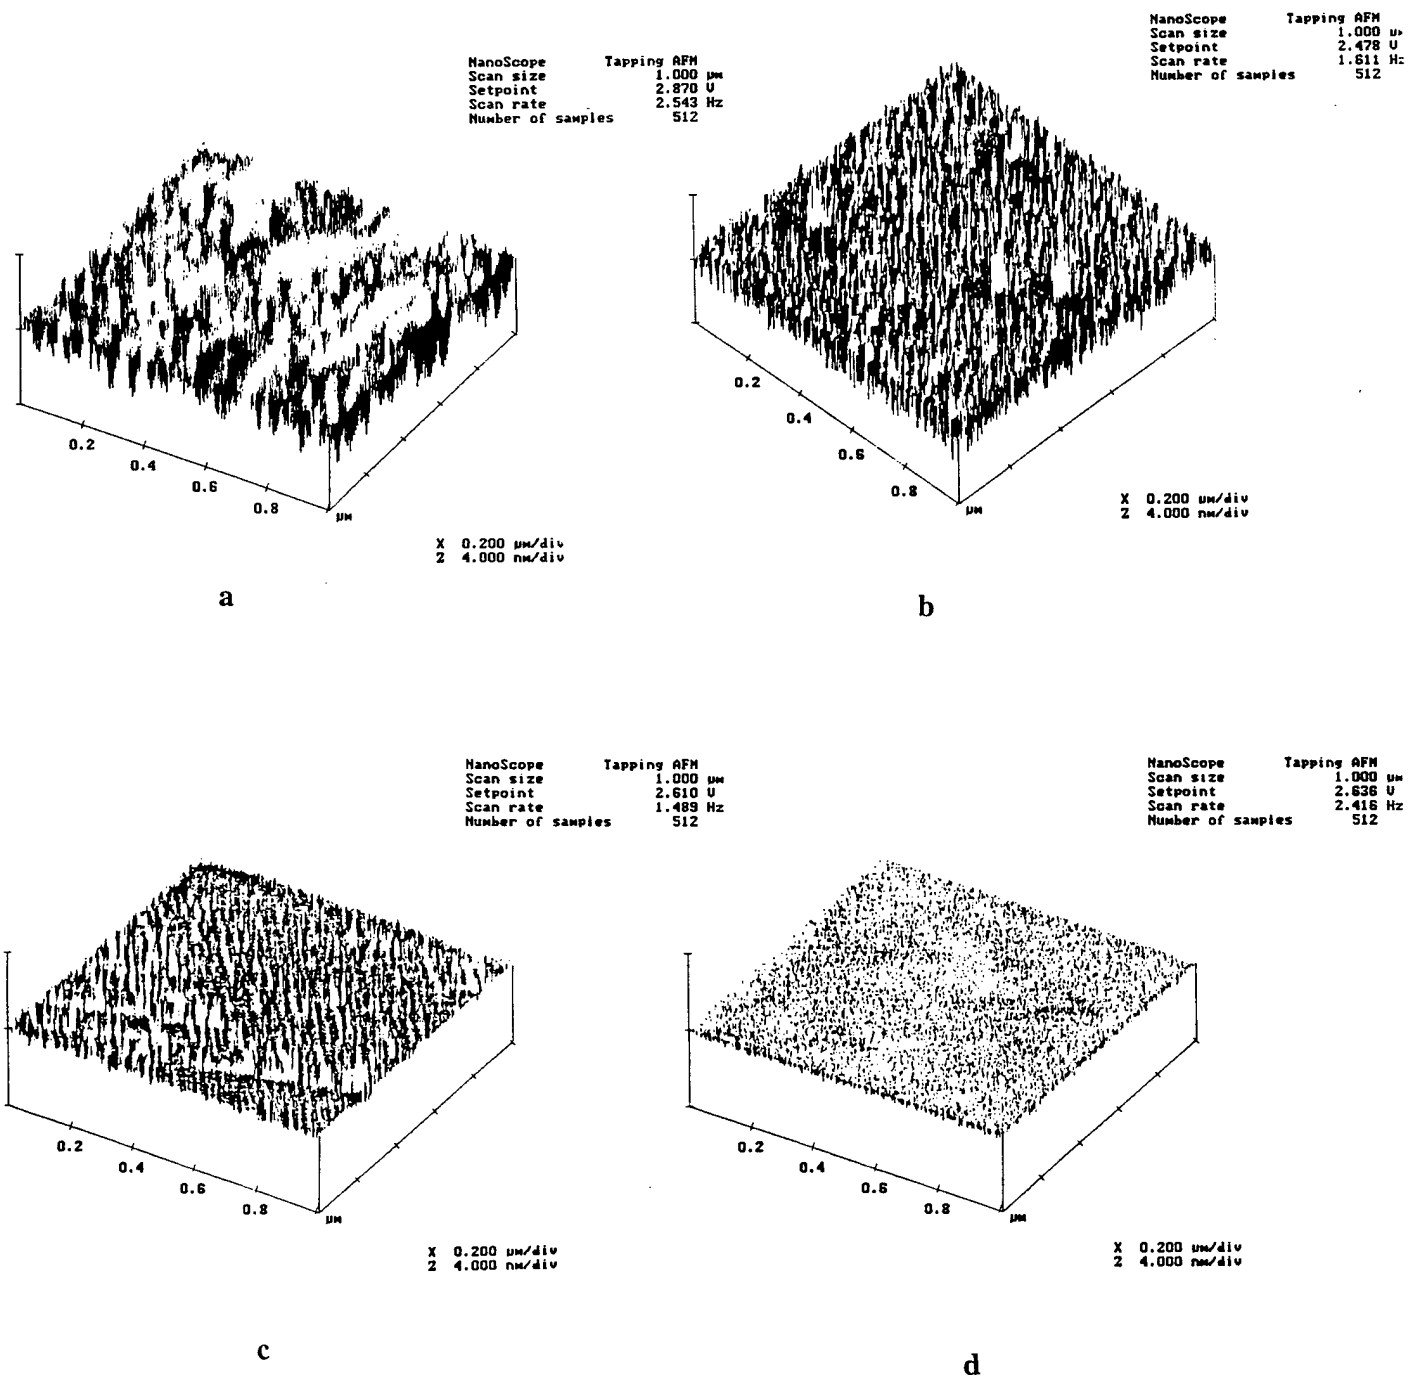 NanoScope Tapping AFM
Scan size 1.000 µm
Setpoint 2.870 V
Scan rate 2.543 Hz
Number of samples 512
0.2
0.4
0.6
0.8
µm
X 0.200 µm/div
Z 4.000 nm/div
a
NanoScope Tapping AFM
Scan size 1.000 µ
Setpoint 2.478 V
Scan rate 1.611 Hz
Number of samples 512
0.2
0.4
0.6
0.8
µm
X 0.200 µm/div
Z 4.000 nm/div
b
NanoScope Tapping AFM
Scan size 1.000 µm
Setpoint 2.610 V
Scan rate 1.489 Hz
Number of samples 512
0.2
0.4
0.6
0.8
µm
X 0.200 µm/div
Z 4.000 nm/div
c
NanoScope Tapping AFM
Scan size 1.000 µm
Setpoint 2.636 V
Scan rate 2.416 Hz
Number of samples 512
0.2
0.4
0.6
0.8
µm
X 0.200 µm/div
Z 4.000 nm/div
d